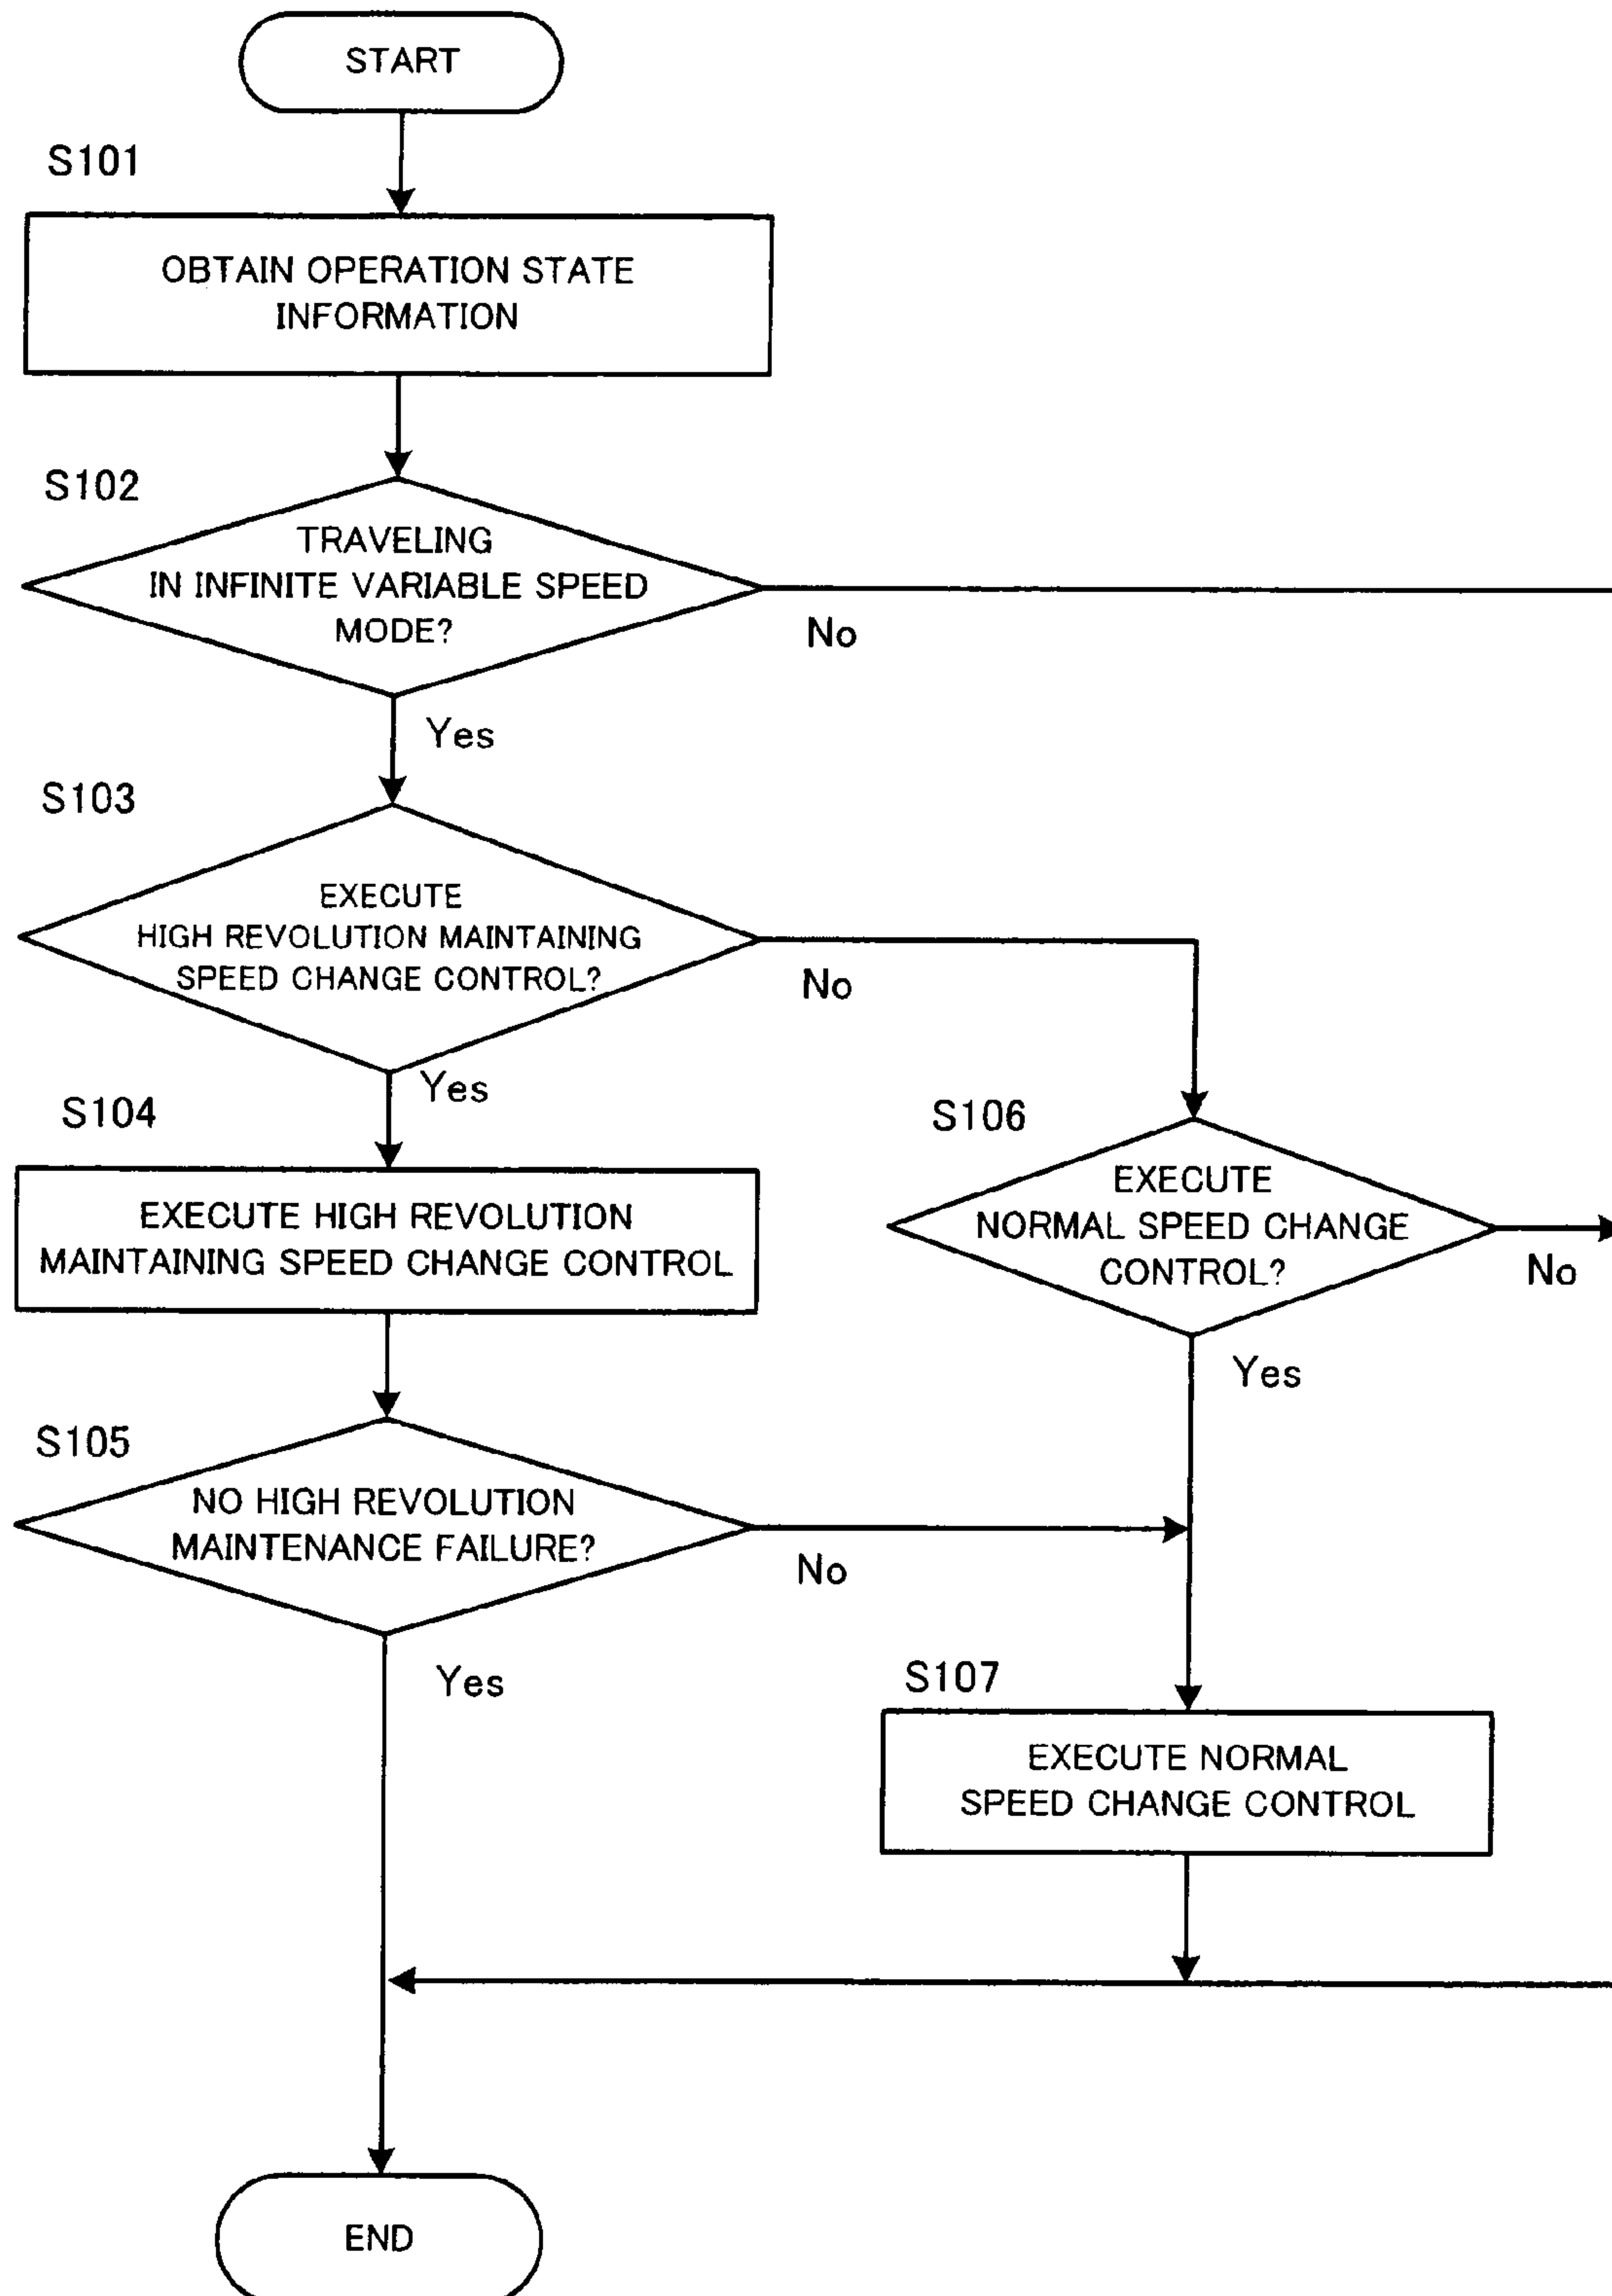 START
S101
OBTAIN OPERATION STATE
INFORMATION
S102
TRAVELING
IN INFINITE VARIABLE SPEED
MODE?
No
Yes
S103
EXECUTE
HIGH REVOLUTION MAINTAINING
SPEED CHANGE CONTROL?
No
Yes
S104
EXECUTE HIGH REVOLUTION
MAINTAINING SPEED CHANGE CONTROL
S106
EXECUTE
NORMAL SPEED CHANGE
CONTROL?
No
Yes
S105
NO HIGH REVOLUTION
MAINTENANCE FAILURE?
No
Yes
S107
EXECUTE NORMAL
SPEED CHANGE CONTROL
END